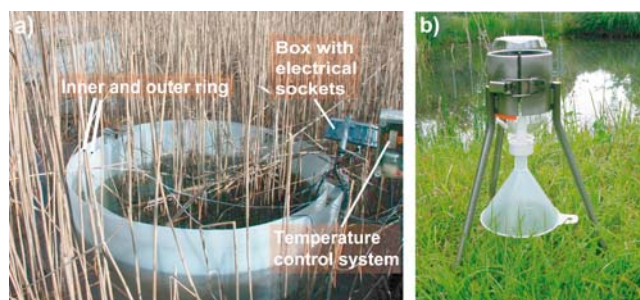 a)
Inner and outer ring
Box with
electrical
sockets
Temperature
control system
b)